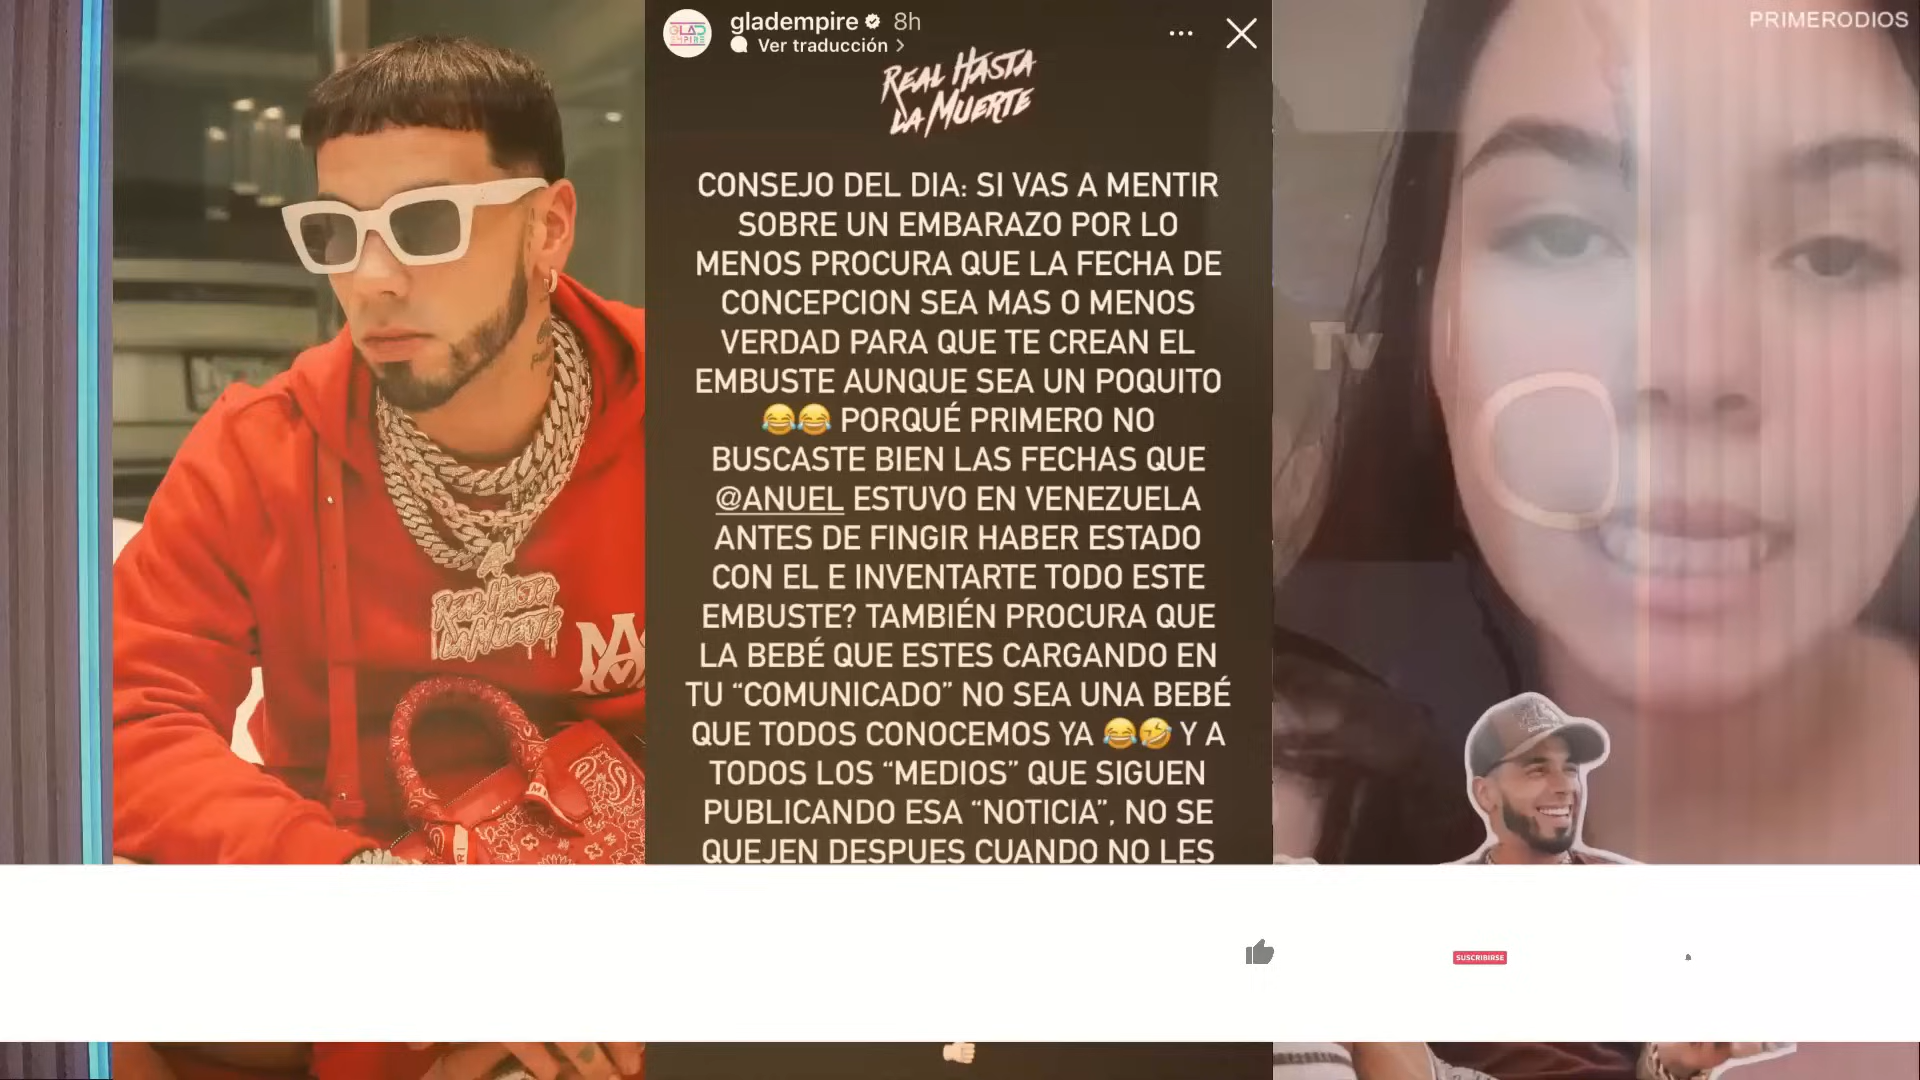 gladempire 8h
Ver traducción >
REAL HASTA
LA MUERTE
CONSEJO DEL DIA: SI VAS A MENTIR
SOBRE UN EMBARAZO POR LO
MENOS PROCURA QUE LA FECHA DE
CONCEPCION SEA MAS O MENOS
VERDAD PARA QUE TE CREAN EL
EMBUSTE AUNQUE SEA UN POQUITO
😂😂 PORQUÉ PRIMERO NO
BUSCASTE BIEN LAS FECHAS QUE
@ANUEL ESTUVO EN VENEZUELA
ANTES DE FINGIR HABER ESTADO
CON EL E INVENTARTE TODO ESTE
EMBUSTE? TAMBIÉN PROCURA QUE
LA BEBÉ QUE ESTES CARGANDO EN
TU “COMUNICADO” NO SEA UNA BEBÉ
QUE TODOS CONOCEMOS YA 😂🤣 Y A
TODOS LOS “MEDIOS” QUE SIGUEN
PUBLICANDO ESA “NOTICIA”, NO SE
QUEJEN DESPUES CUANDO NO LES
PRIMERODIOS
Tv
REAL HASTA
LA MUERTE
MA
SUSCRIBIRSE